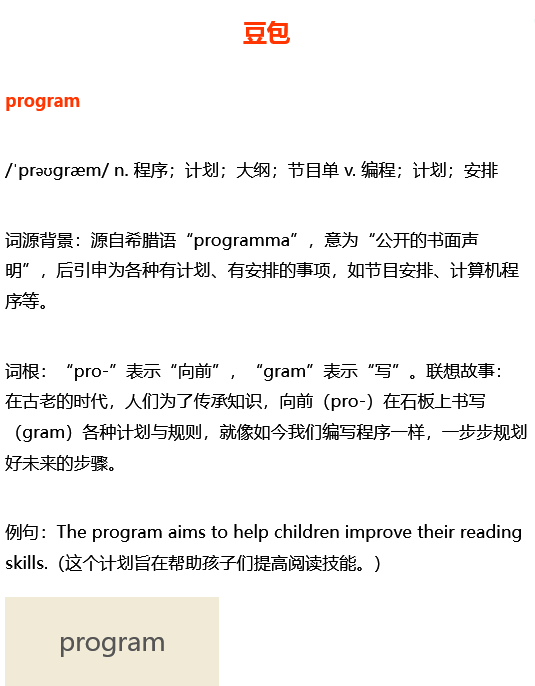 豆包
program
/ˈprəʊɡræm/ n. 程序；计划；大纲；节目单 v. 编程；计划；安排
词源背景：源自希腊语“programma”，意为“公开的书面声
明”，后引申为各种有计划、有安排的事项，如节目安排、计算机程
序等。
词根：“pro-”表示“向前”，“gram”表示“写”。联想故事：
在古老的时代，人们为了传承知识，向前（pro-）在石板上书写
（gram）各种计划与规则，就像如今我们编写程序一样，一步步规划
好未来的步骤。
例句：The program aims to help children improve their reading
skills.（这个计划旨在帮助孩子们提高阅读技能。）
program